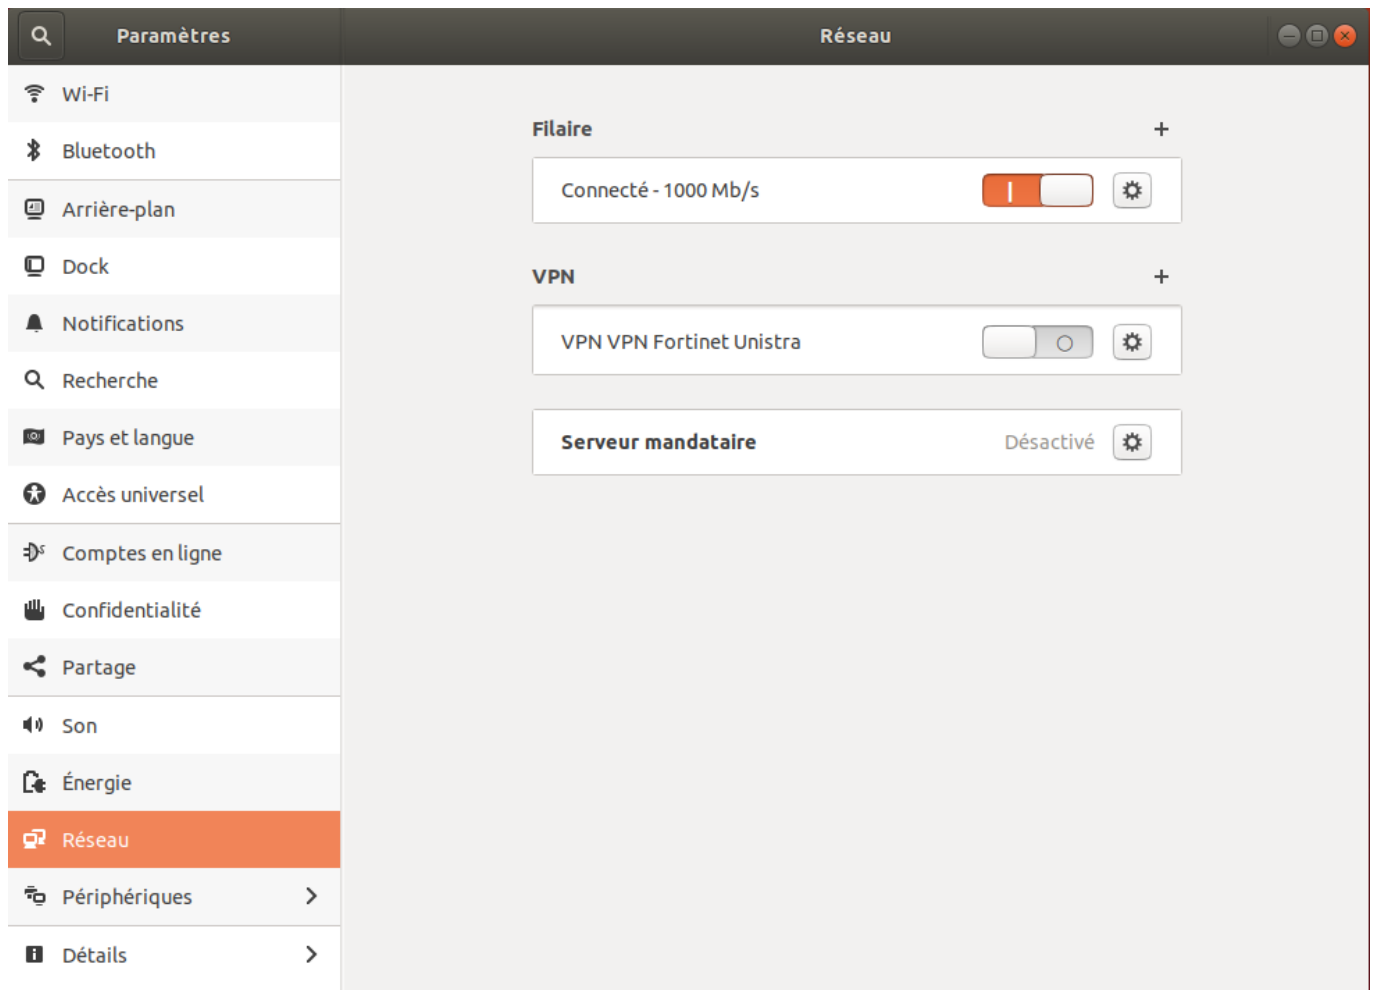 Paramètres
Réseau
Wi-Fi
Bluetooth
Arrière-plan
Dock
Notifications
Recherche
Pays et langue
Accès universel
Comptes en ligne
Confidentialité
Partage
Son
Énergie
Réseau
Périphériques
Détails
Filaire
Connecté - 1000 Mb/s
VPN
VPN VPN Fortinet Unistra
Serveur mandataire Désactivé